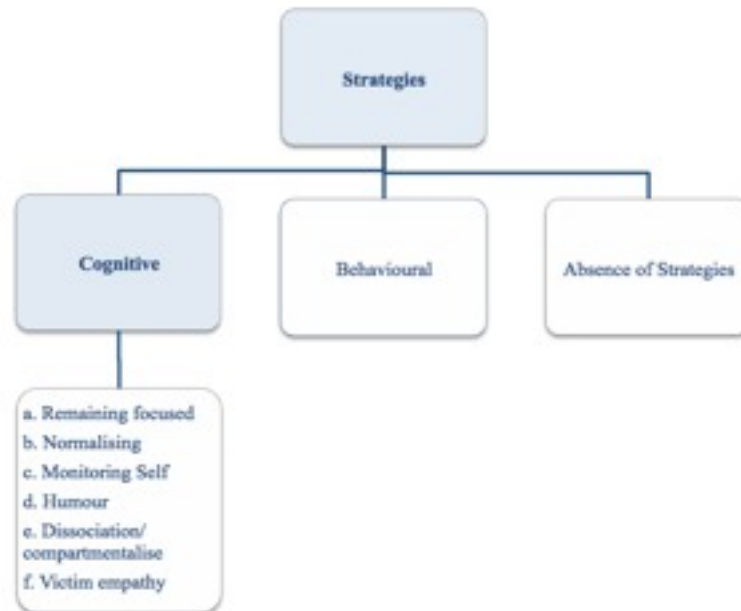 Strategies
Cognitive
Behavioural
Absence of Strategies
a. Remaining focused
b. Normalising
c. Monitoring Self
d. Humour
e. Dissociation/
compartmentalise
f. Victim empathy